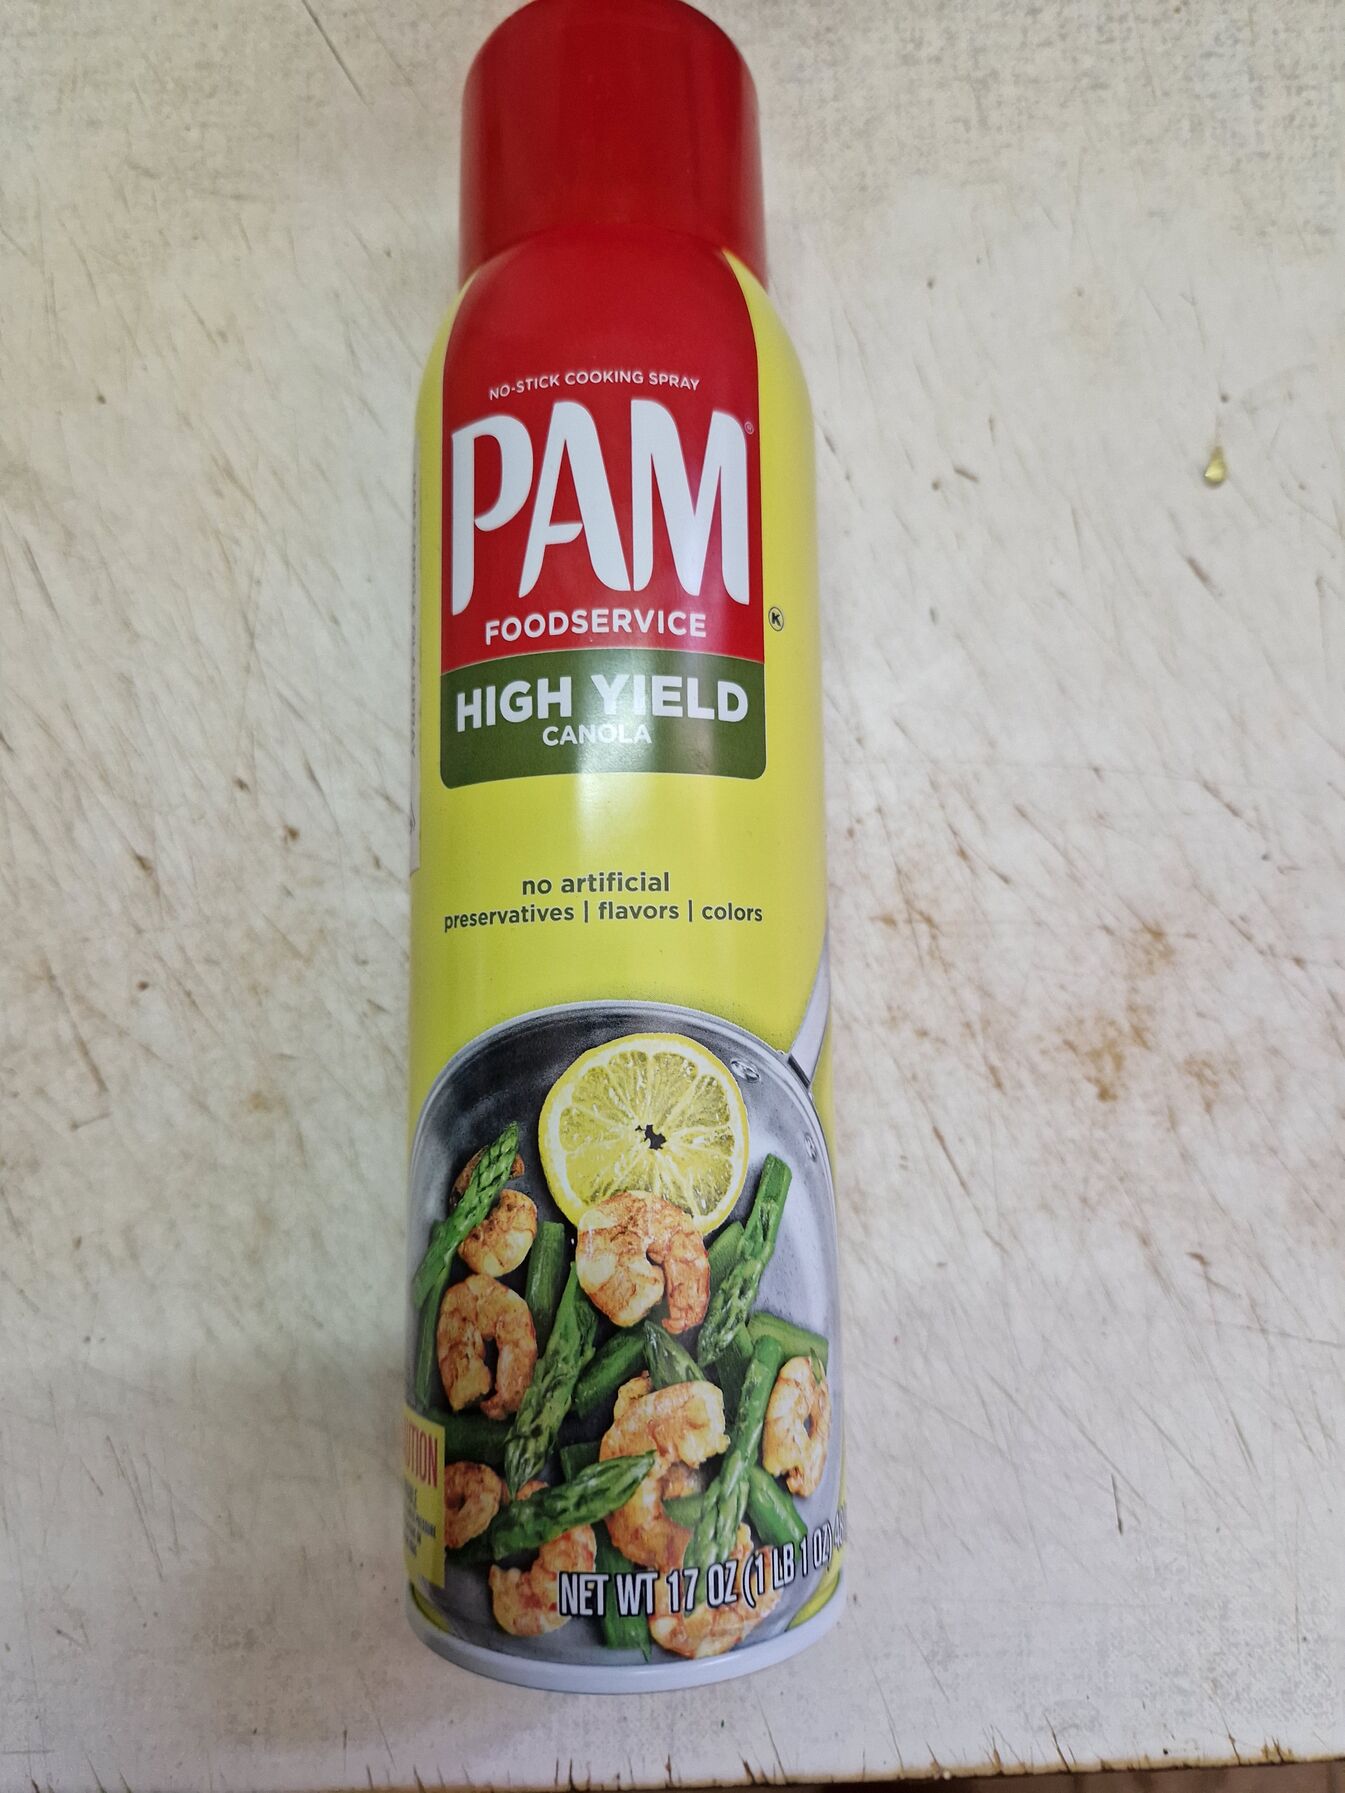 NO-STICK COOKING SPRAY
PAM®
FOODSERVICE
K
HIGH YIELD
CANOLA
no artificial
preservatives | flavors | colors
NET WT 17 OZ (1 LB 1 OZ)